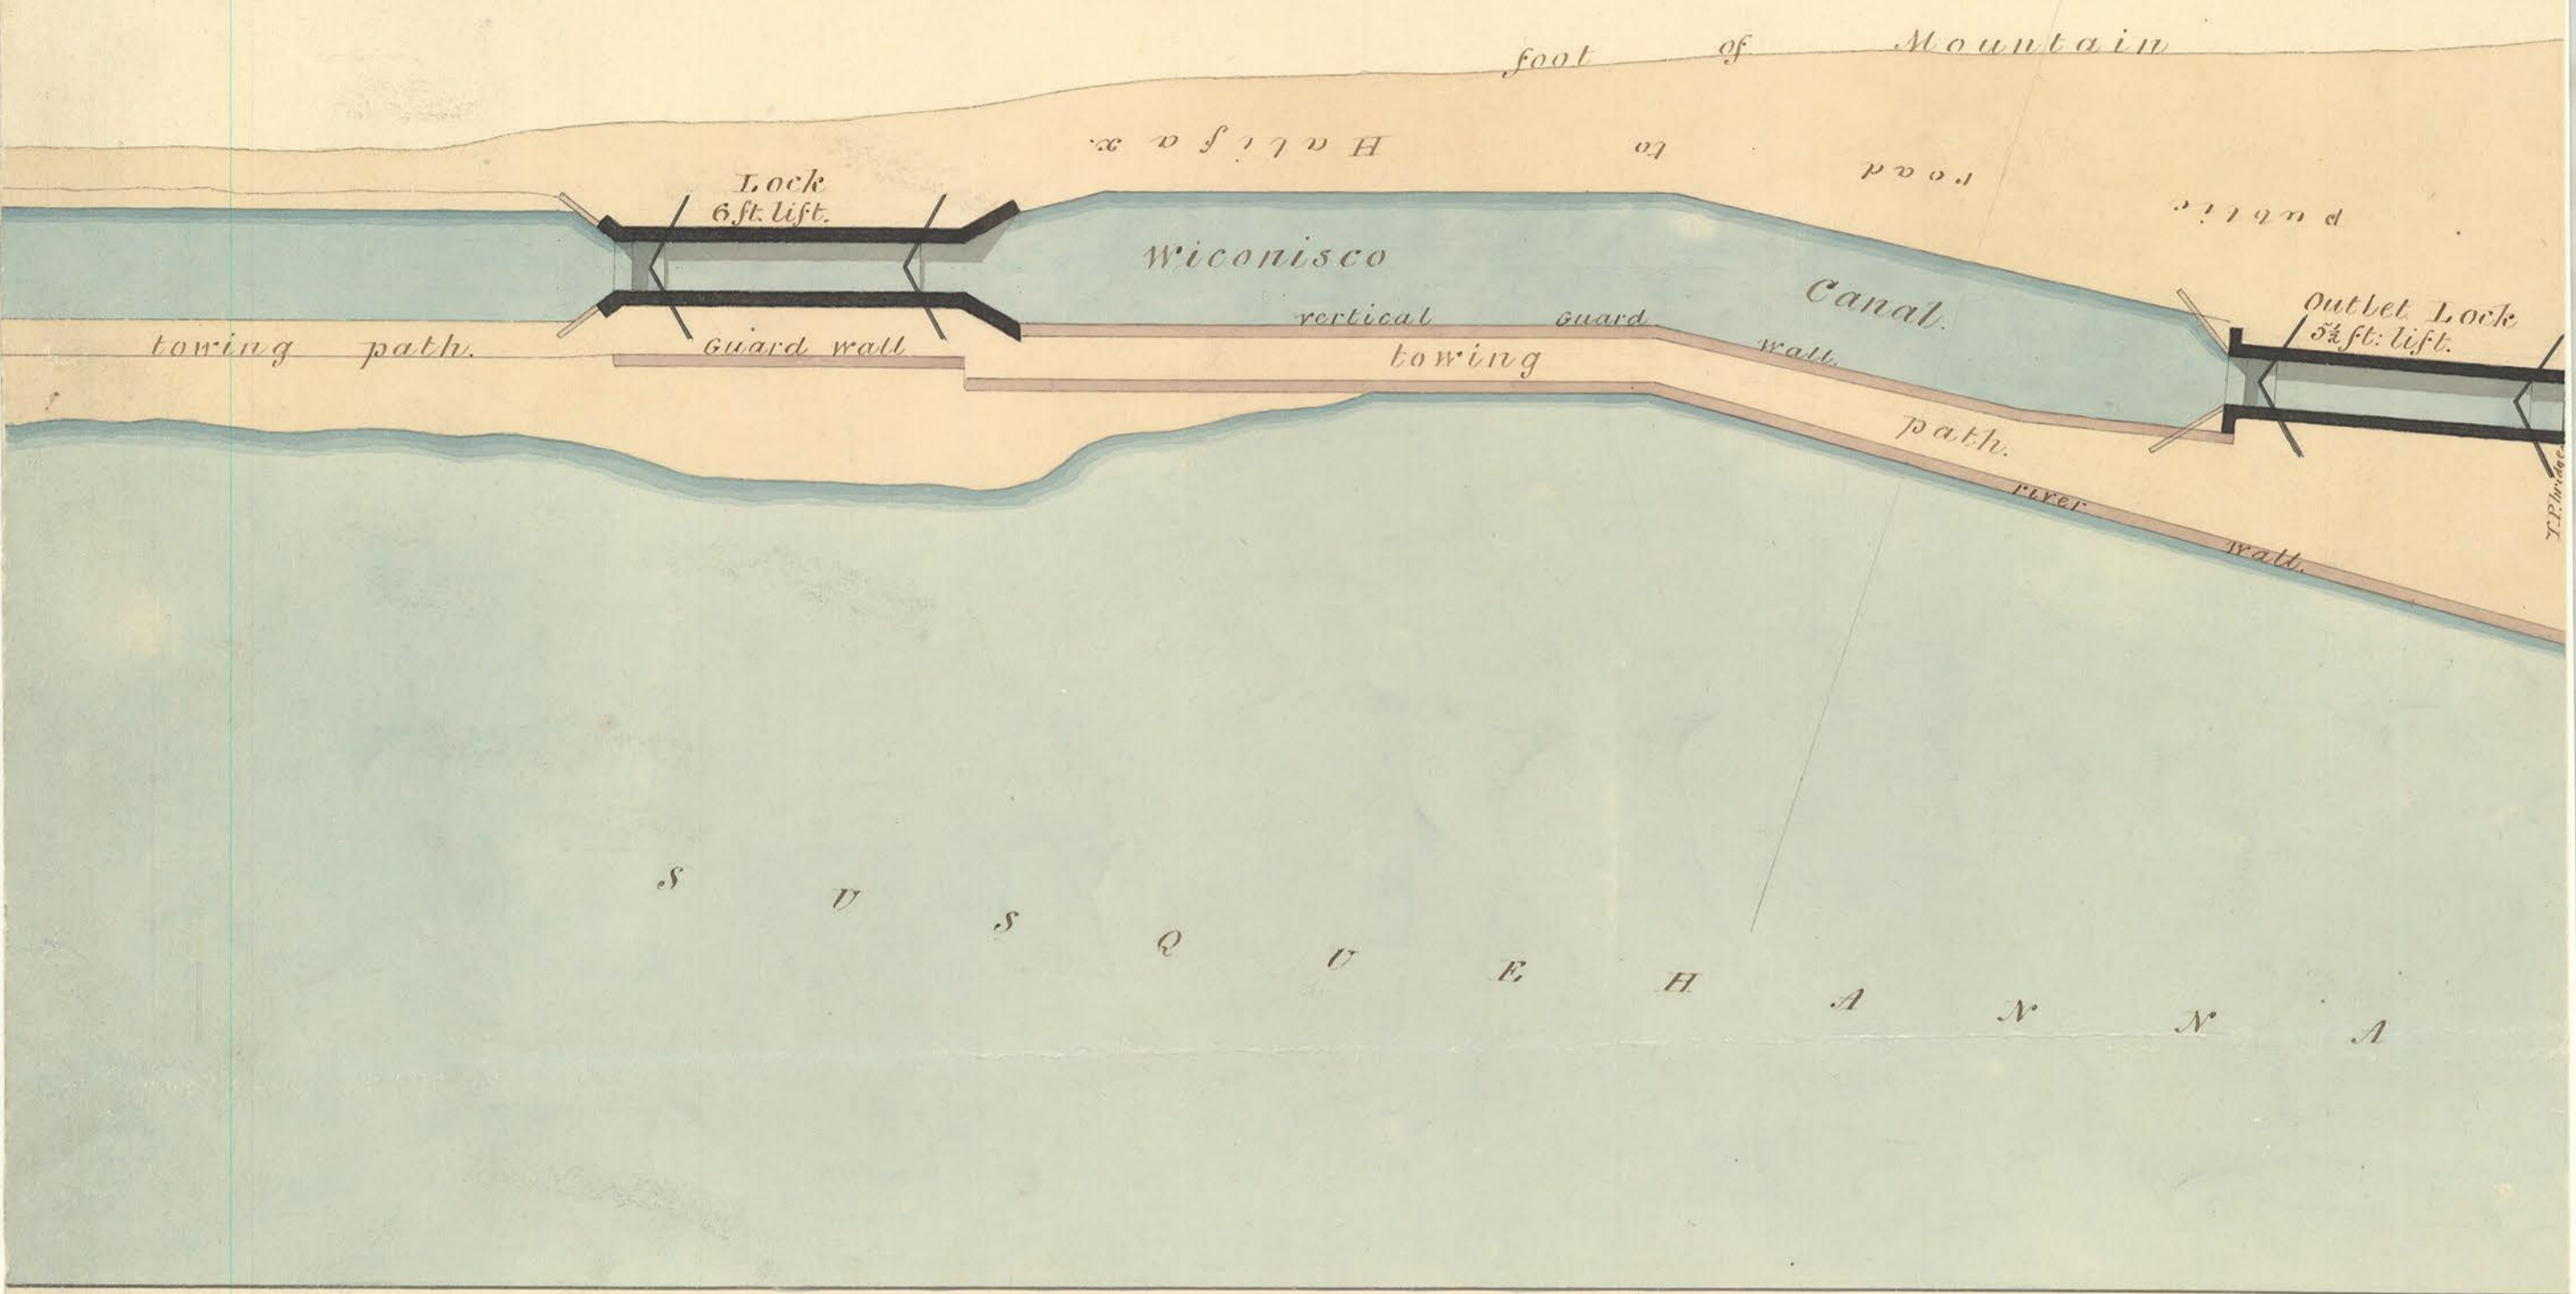 foot of Mountain
public road to Halifax.
Lock
6 ft. lift.
Wiconisco Canal.
Outlet Lock
5½ ft: lift.
vertical Guard wall.
towing path.
Guard wall
towing path.
river wall.
T.P. bridge
SUSQUEHANNA